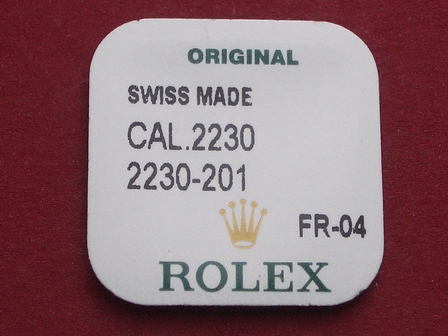 ORIGINAL
SWISS MADE
CAL.2230
2230-201
FR-04
ROLEX